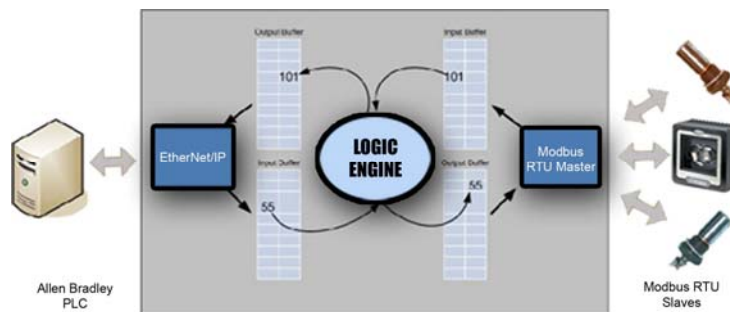 Output Buffer
Input Buffer
101
101
EtherNet/IP
LOGIC
ENGINE
Modbus
RTU Master
Input Buffer
Output Buffer
55
55
Allen Bradley
PLC
Modbus RTU
Slaves